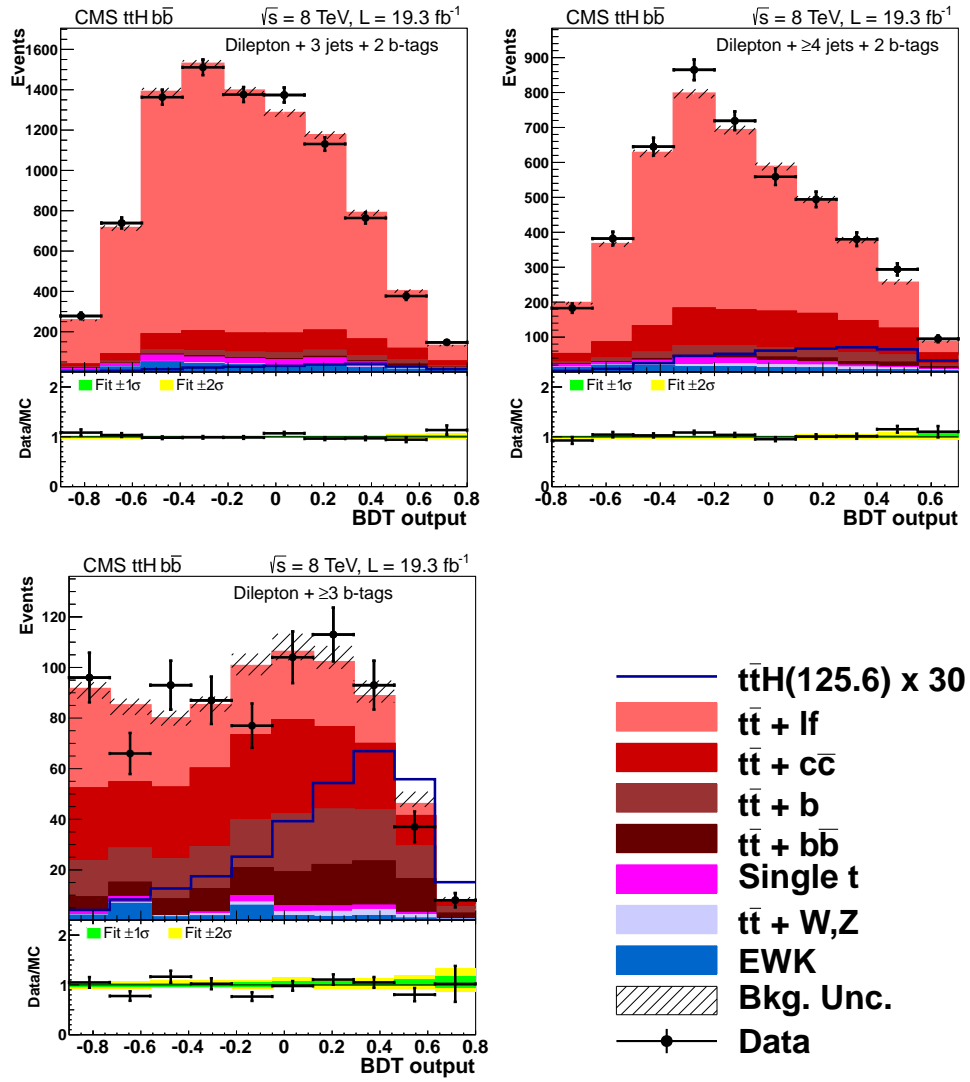 CMS ttH bb̅ √s = 8 TeV, L = 19.3 fb⁻¹
Dilepton + 3 jets + 2 b-tags
Events
1600
1400
1200
1000
800
600
400
200
Fit ±1σ Fit ±2σ
Data/MC
2
1
0
-0.8 -0.6 -0.4 -0.2 0 0.2 0.4 0.6 0.8
BDT output
CMS ttH bb̅ √s = 8 TeV, L = 19.3 fb⁻¹
Dilepton + ≥4 jets + 2 b-tags
Events
900
800
700
600
500
400
300
200
100
Fit ±1σ Fit ±2σ
Data/MC
2
1
0
-0.8 -0.6 -0.4 -0.2 0 0.2 0.4 0.6
BDT output
CMS ttH bb̅ √s = 8 TeV, L = 19.3 fb⁻¹
Dilepton + ≥3 b-tags
Events
120
100
80
60
40
20
Fit ±1σ Fit ±2σ
Data/MC
2
1
0
-0.8 -0.6 -0.4 -0.2 0 0.2 0.4 0.6 0.8
BDT output
tt̅H(125.6) x 30
tt̅ + lf
tt̅ + cc̅
tt̅ + b
tt̅ + bb̅
Single t
tt̅ + W,Z
EWK
Bkg. Unc.
Data